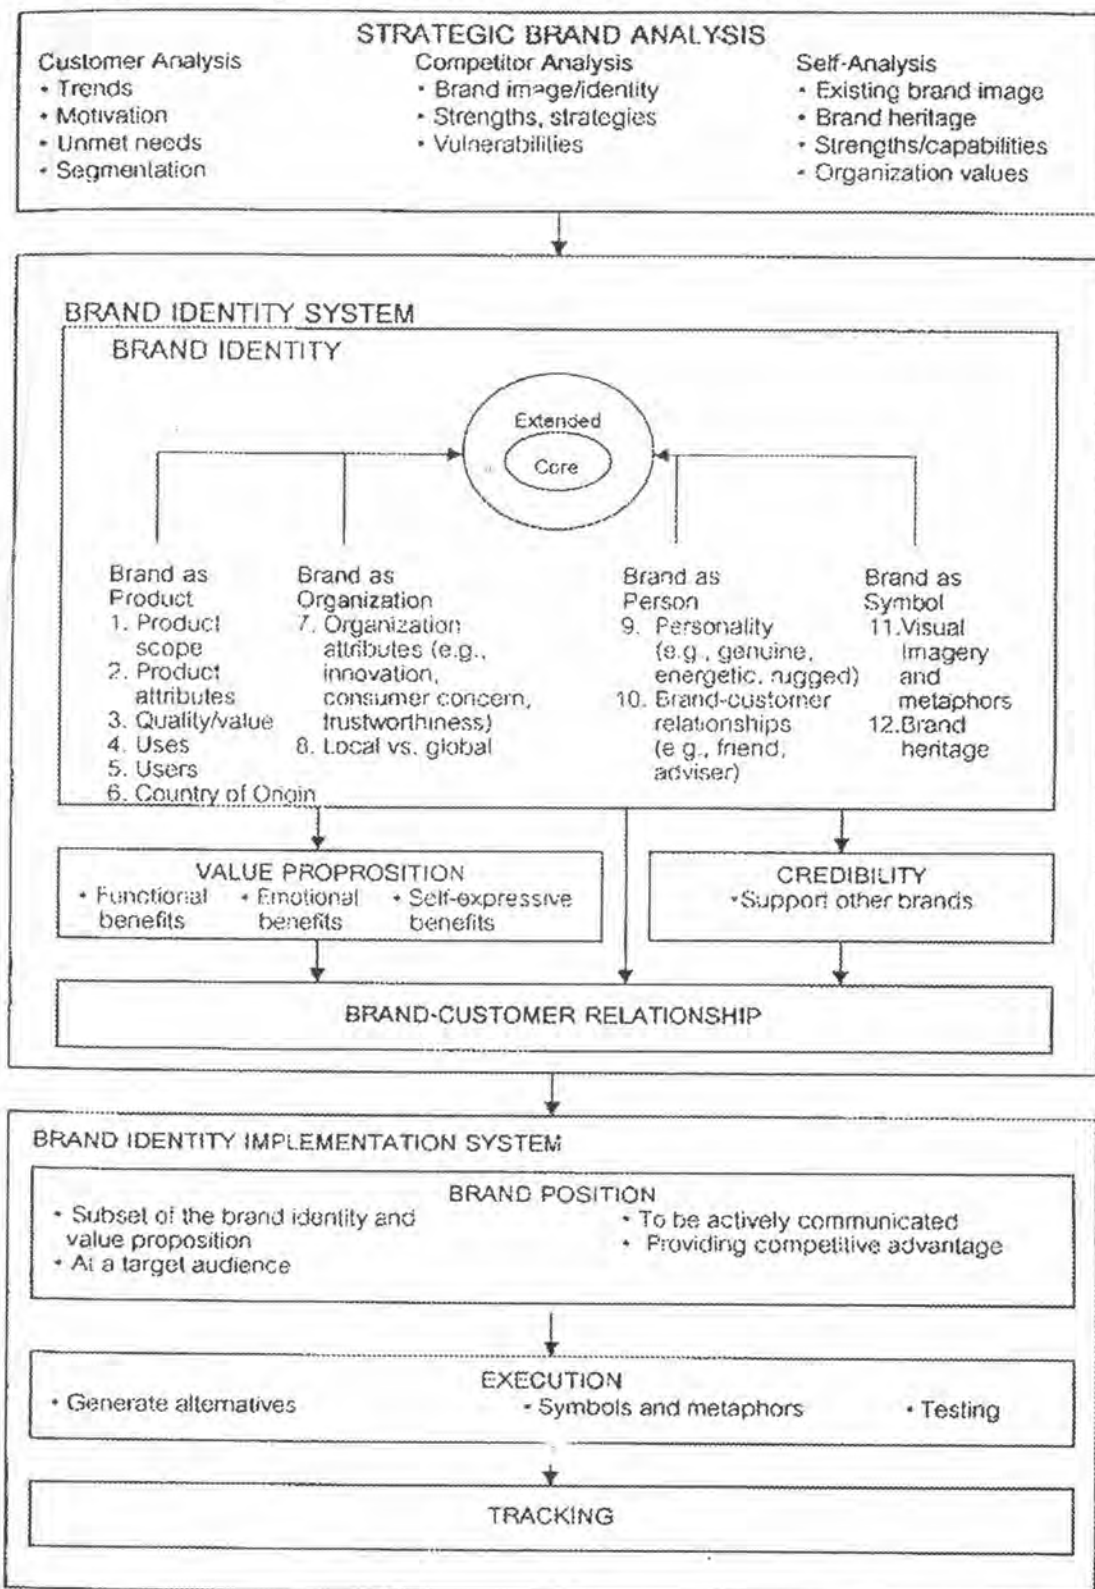 STRATEGIC BRAND ANALYSIS
Customer Analysis
• Trends
• Motivation
• Unmet needs
• Segmentation
Competitor Analysis
• Brand image/identity
• Strengths, strategies
• Vulnerabilities
Self-Analysis
• Existing brand image
• Brand heritage
• Strengths/capabilities
• Organization values
BRAND IDENTITY SYSTEM
BRAND IDENTITY
Extended
Core
Brand as
Product
1. Product
scope
2. Product
attributes
3. Quality/value
4. Uses
5. Users
6. Country of Origin
Brand as
Organization
7. Organization
attributes (e.g.,
innovation,
consumer concern,
trustworthiness)
8. Local vs. global
Brand as
Person
9. Personality
(e.g., genuine,
energetic, rugged)
10. Brand-customer
relationships
(e g., friend,
adviser)
Brand as
Symbol
11.Visual
Imagery
and
metaphors
12.Brand
heritage
VALUE PROPROSITION
• Functional
benefits
• Emotional
benefits
• Self-expressive
benefits
CREDIBILITY
•Support other brands
BRAND-CUSTOMER RELATIONSHIP
BRAND IDENTITY IMPLEMENTATION SYSTEM
BRAND POSITION
• Subset of the brand identity and
value proposition
• At a target audience
• To be actively communicated
• Providing competitive advantage
EXECUTION
• Generate alternatives
• Symbols and metaphors
• Testing
TRACKING